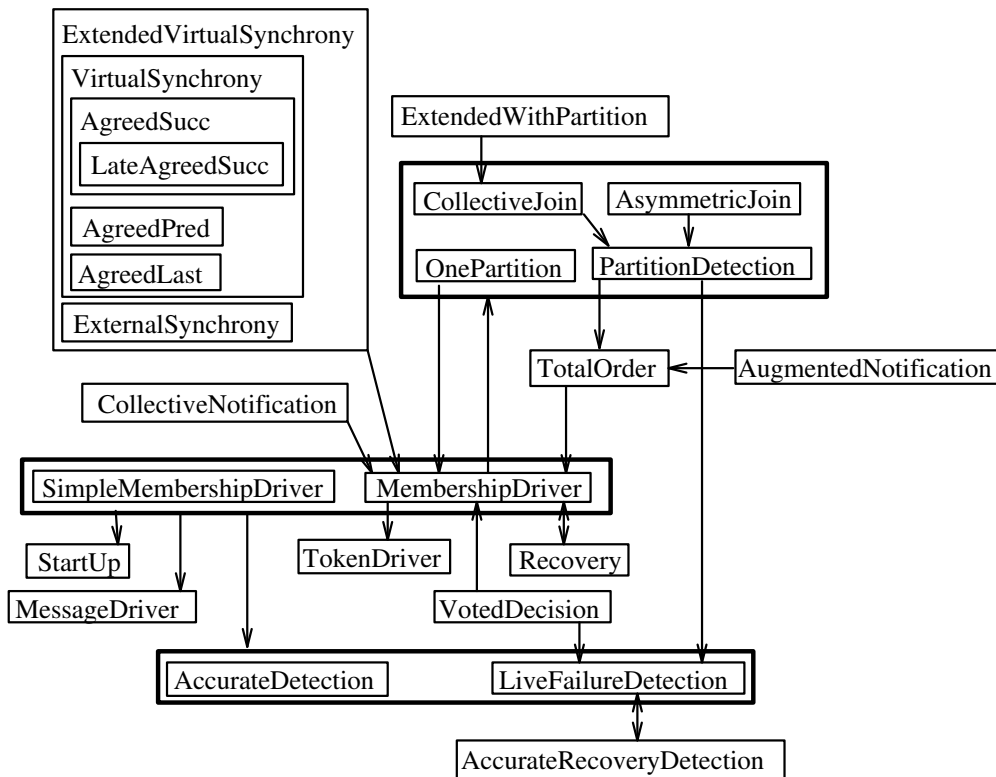 ExtendedVirtualSynchrony
VirtualSynchrony
AgreedSucc
LateAgreedSucc
AgreedPred
AgreedLast
ExternalSynchrony
ExtendedWithPartition
CollectiveJoin
AsymmetricJoin
OnePartition
PartitionDetection
TotalOrder
AugmentedNotification
CollectiveNotification
SimpleMembershipDriver
MembershipDriver
StartUp
TokenDriver
Recovery
MessageDriver
VotedDecision
AccurateDetection
LiveFailureDetection
AccurateRecoveryDetection